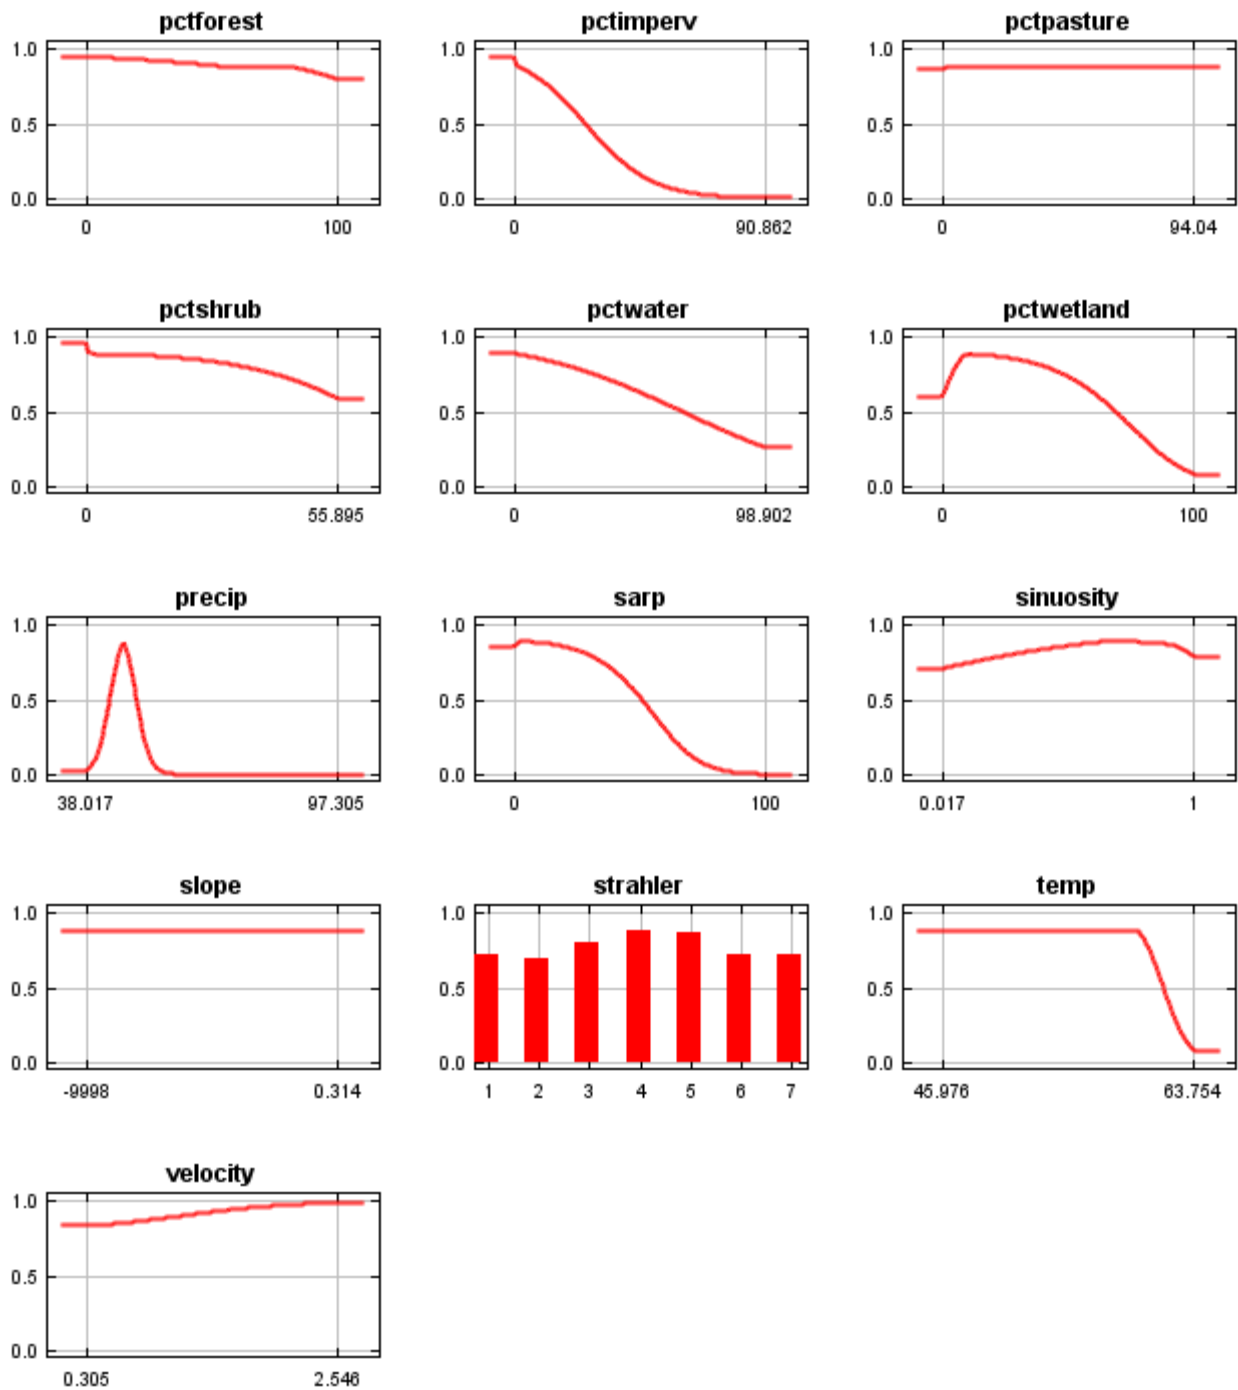 pctforest pctimperv pctpasture
1.0 1.0 1.0
0.5 0.5 0.5
0.0 0.0 0.0
0 100 0 90.862 0 94.04
pctshrub pctwater pctwetland
1.0 1.0 1.0
0.5 0.5 0.5
0.0 0.0 0.0
0 55.895 0 98.902 0 100
precip sarp sinuosity
1.0 1.0 1.0
0.5 0.5 0.5
0.0 0.0 0.0
38.017 97.305 0 100 0.017 1
slope strahler temp
1.0 1.0 1.0
0.5 0.5 0.5
0.0 0.0 0.0
-9998 0.314 1 2 3 4 5 6 7 45.976 63.754
velocity
1.0
0.5
0.0
0.305 2.546